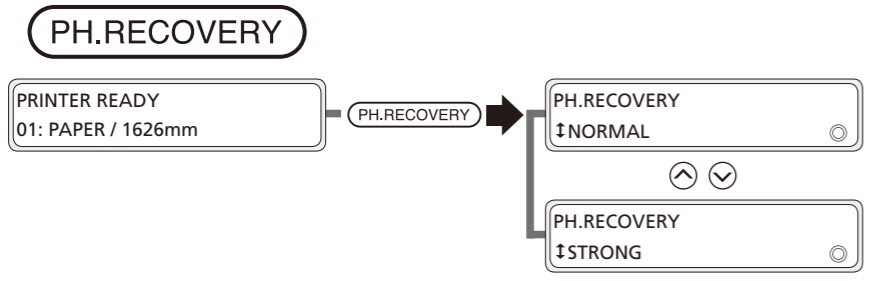 PH.RECOVERY
PRINTER READY
01: PAPER / 1626mm
PH.RECOVERY
PH.RECOVERY
↕NORMAL ◎
PH.RECOVERY
↕STRONG ◎